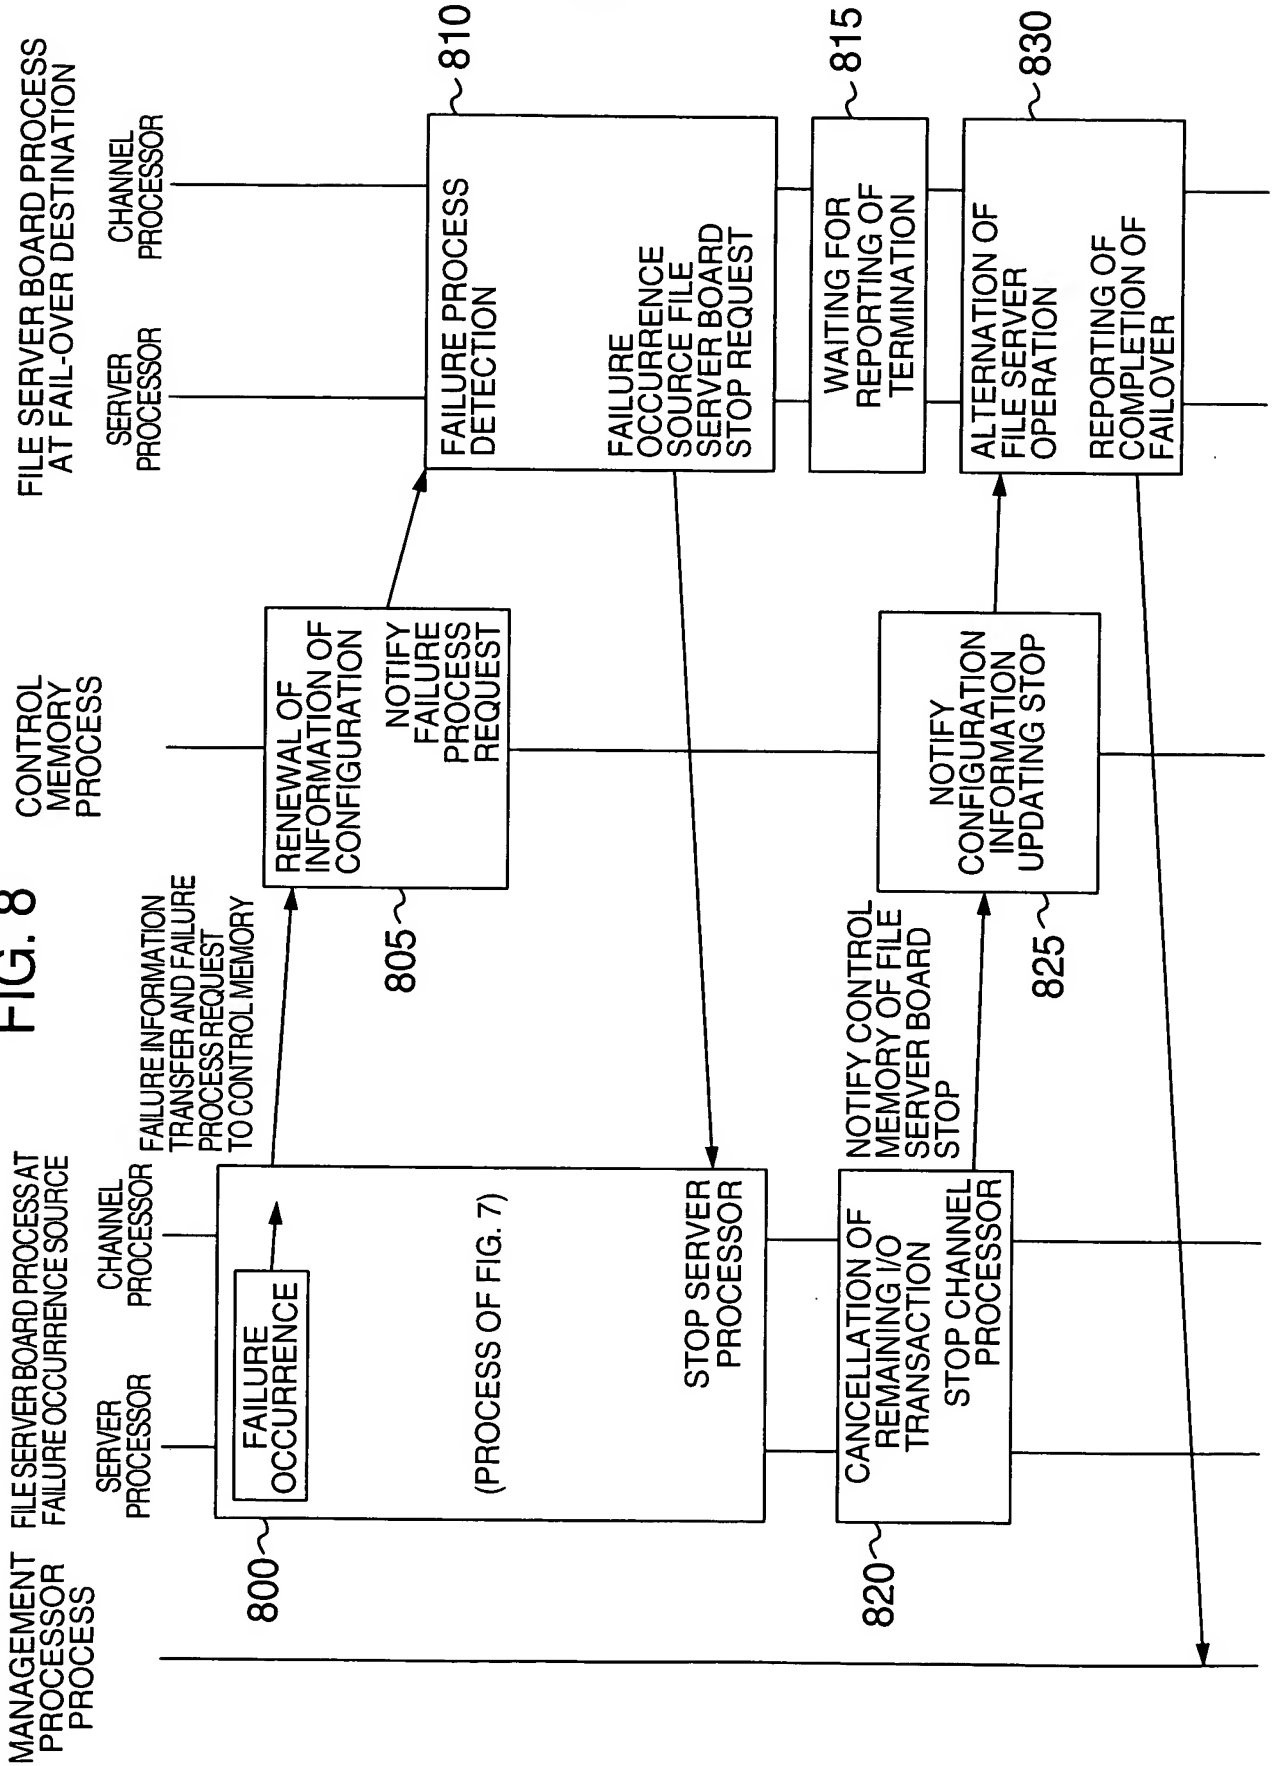 FIG. 8
MANAGEMENT
PROCESSOR
PROCESS
FILE SERVER BOARD PROCESS AT
FAILURE OCCURRENCE SOURCE
SERVER
PROCESSOR
CHANNEL
PROCESSOR
CONTROL
MEMORY
PROCESS
FILE SERVER BOARD PROCESS
AT FAIL-OVER DESTINATION
SERVER
PROCESSOR
CHANNEL
PROCESSOR
800
FAILURE
OCCURRENCE
(PROCESS OF FIG. 7)
STOP SERVER
PROCESSOR
FAILURE INFORMATION
TRANSFER AND FAILURE
PROCESS REQUEST
TO CONTROL MEMORY
805
RENEWAL OF
INFORMATION OF
CONFIGURATION
NOTIFY
FAILURE
PROCESS
REQUEST
810
FAILURE PROCESS
DETECTION
FAILURE
OCCURRENCE
SOURCE FILE
SERVER BOARD
STOP REQUEST
815
WAITING FOR
REPORTING OF
TERMINATION
820
CANCELLATION OF
REMAINING I/O
TRANSACTION
STOP CHANNEL
PROCESSOR
NOTIFY CONTROL
MEMORY OF FILE
SERVER BOARD
STOP
825
NOTIFY
CONFIGURATION
INFORMATION
UPDATING STOP
830
ALTERNATION OF
FILE SERVER
OPERATION
REPORTING OF
COMPLETION OF
FAILOVER